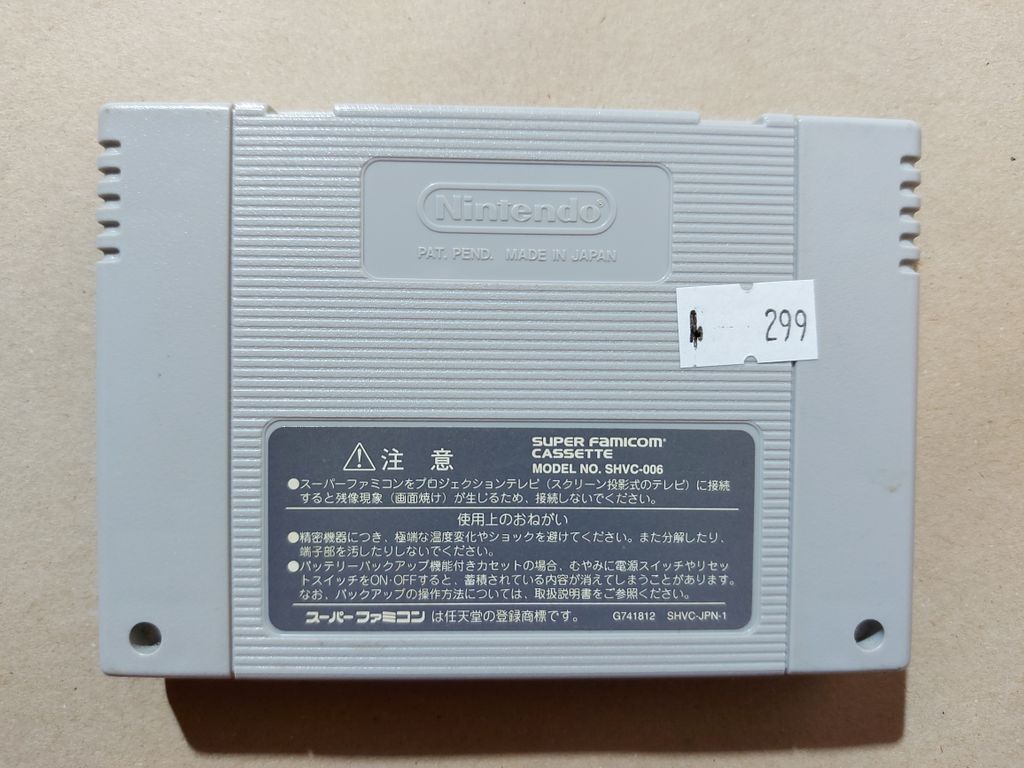 Nintendo®
PAT. PEND. MADE IN JAPAN
299
⚠注 意
SUPER FAMICOM®
CASSETTE
MODEL NO. SHVC-006
●スーパーファミコンをプロジェクションテレビ（スクリーン投影式のテレビ）に接続
すると残像現象（画面焼け）が生じるため、接続しないでください。
使用上のおねがい
●精密機器につき、極端な温度変化やショックを避けてください。また分解したり、
端子部を汚したりしないでください。
●バッテリーバックアップ機能付きカセットの場合、むやみに電源スイッチやリセッ
トスイッチをON・OFFすると、蓄積されている内容が消えてしまうことがあります。
なお、バックアップの操作方法については、取扱説明書をご参照ください。
スーパーファミコン は任天堂の登録商標です。 G741812 SHVC-JPN-1